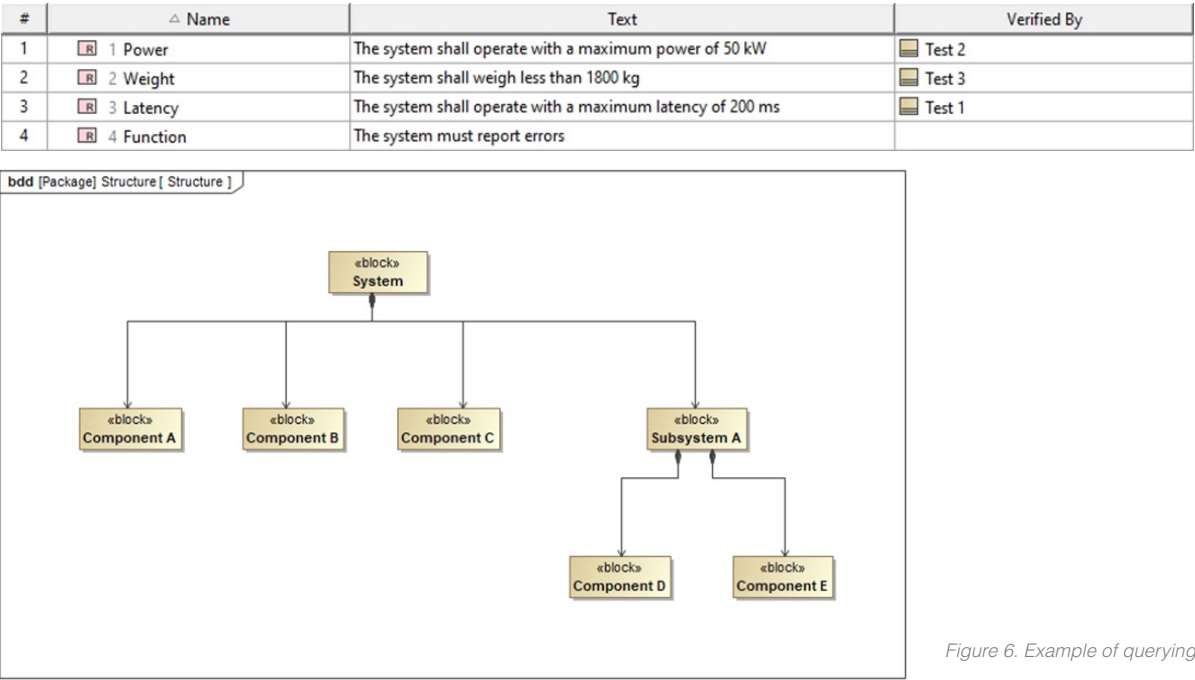 # △ Name Text Verified By
1 R 1 Power The system shall operate with a maximum power of 50 kW Test 2
2 R 2 Weight The system shall weigh less than 1800 kg Test 3
3 R 3 Latency The system shall operate with a maximum latency of 200 ms Test 1
4 R 4 Function The system must report errors
bdd [Package] Structure [ Structure ]
«block»
System
«block» «block» «block» «block»
Component A Component B Component C Subsystem A
«block» «block»
Component D Component E
Figure 6. Example of querying